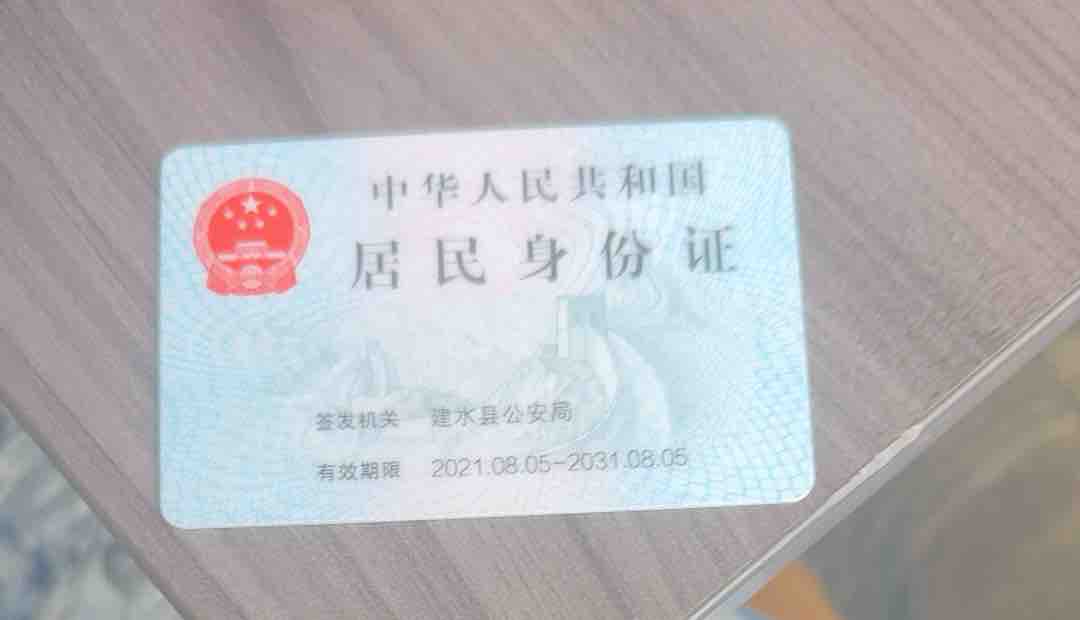 中华人民共和国
居民身份证
签发机关 建水县公安局
有效期限 2021.08.05-2031.08.05